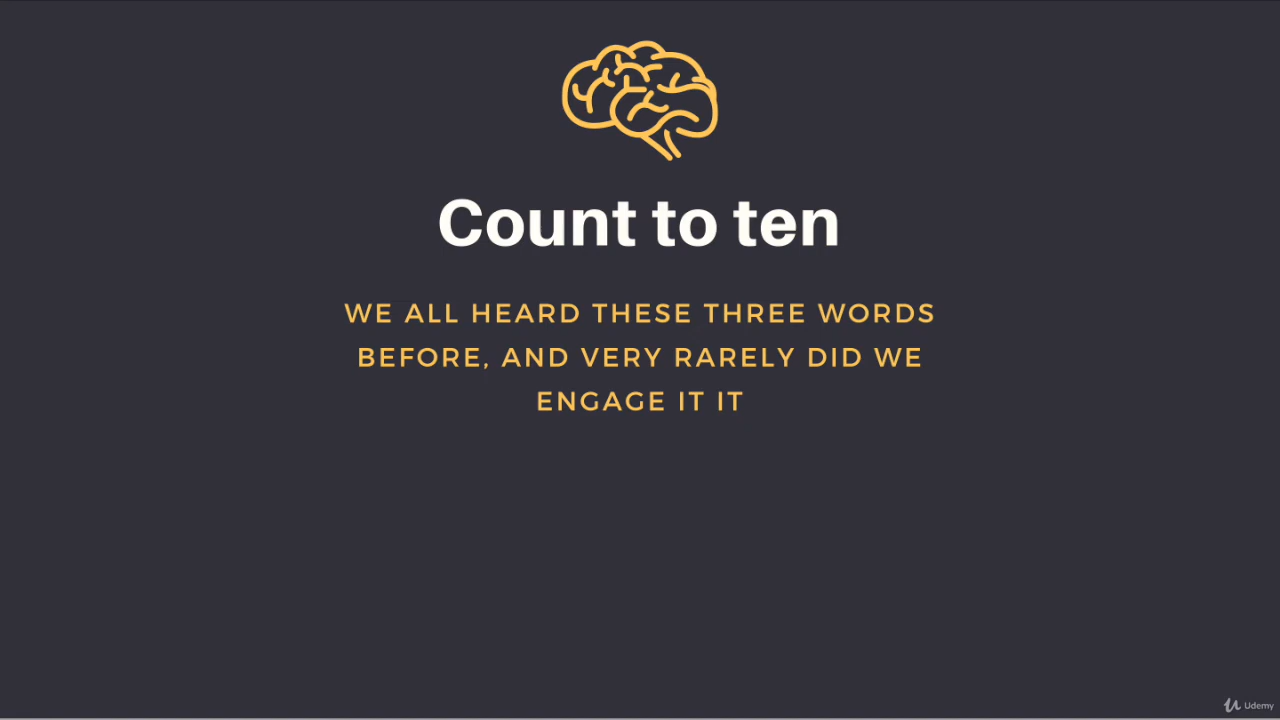 Count to ten
WE ALL HEARD THESE THREE WORDS
BEFORE, AND VERY RARELY DID WE
ENGAGE IT IT
Udemy